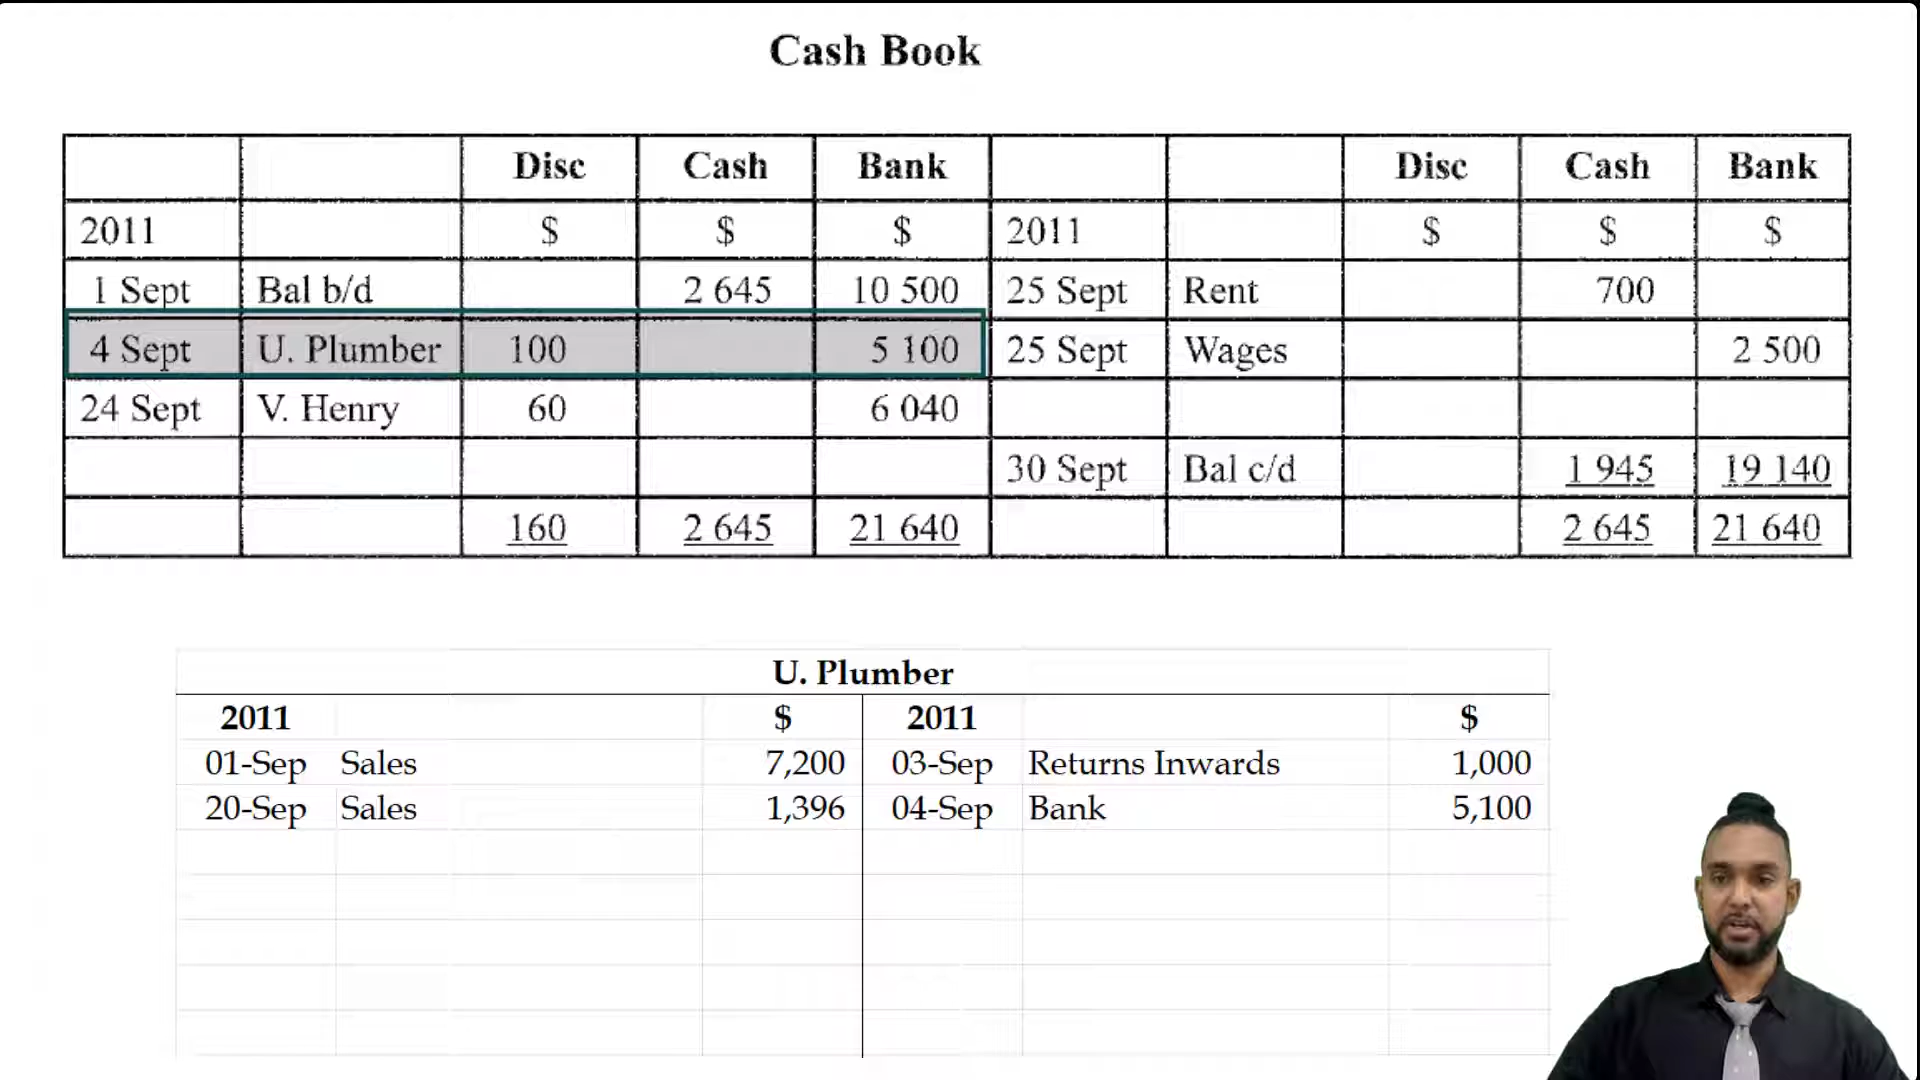 Cash Book
Disc Cash Bank Disc Cash Bank
2011 $ $ $ 2011 $ $ $
1 Sept Bal b/d 2 645 10 500 25 Sept Rent 700
4 Sept U. Plumber 100 5 100 25 Sept Wages 2 500
24 Sept V. Henry 60 6 040
30 Sept Bal c/d 1 945 19 140
160 2 645 21 640 2 645 21 640
U. Plumber
2011 $ 2011 $
01-Sep Sales 7,200 03-Sep Returns Inwards 1,000
20-Sep Sales 1,396 04-Sep Bank 5,100